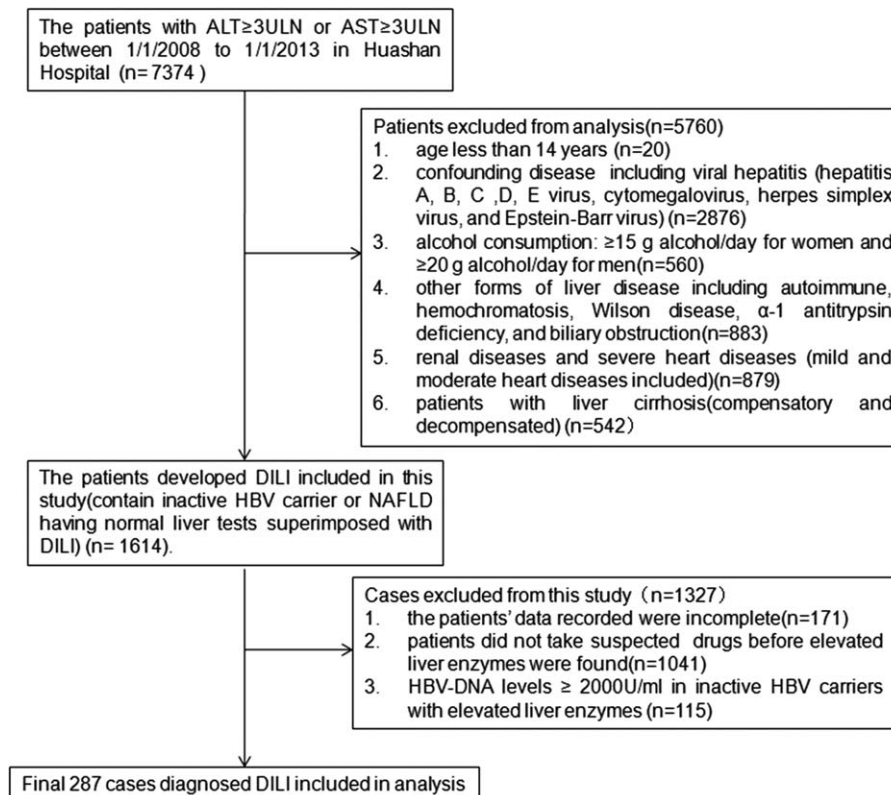 The patients with ALT≥3ULN or AST≥3ULN
between 1/1/2008 to 1/1/2013 in Huashan
Hospital (n= 7374 )
Patients excluded from analysis(n=5760)
1. age less than 14 years (n=20)
2. confounding disease including viral hepatitis (hepatitis
A, B, C ,D, E virus, cytomegalovirus, herpes simplex
virus, and Epstein-Barr virus) (n=2876)
3. alcohol consumption: ≥15 g alcohol/day for women and
≥20 g alcohol/day for men(n=560)
4. other forms of liver disease including autoimmune,
hemochromatosis, Wilson disease, α-1 antitrypsin
deficiency, and biliary obstruction(n=883)
5. renal diseases and severe heart diseases (mild and
moderate heart diseases included)(n=879)
6. patients with liver cirrhosis(compensatory and
decompensated) (n=542）
The patients developed DILI included in this
study(contain inactive HBV carrier or NAFLD
having normal liver tests superimposed with
DILI) (n= 1614).
Cases excluded from this study （n=1327）
1. the patients' data recorded were incomplete(n=171)
2. patients did not take suspected drugs before elevated
liver enzymes were found(n=1041)
3. HBV-DNA levels ≥ 2000U/ml in inactive HBV carriers
with elevated liver enzymes (n=115)
Final 287 cases diagnosed DILI included in analysis